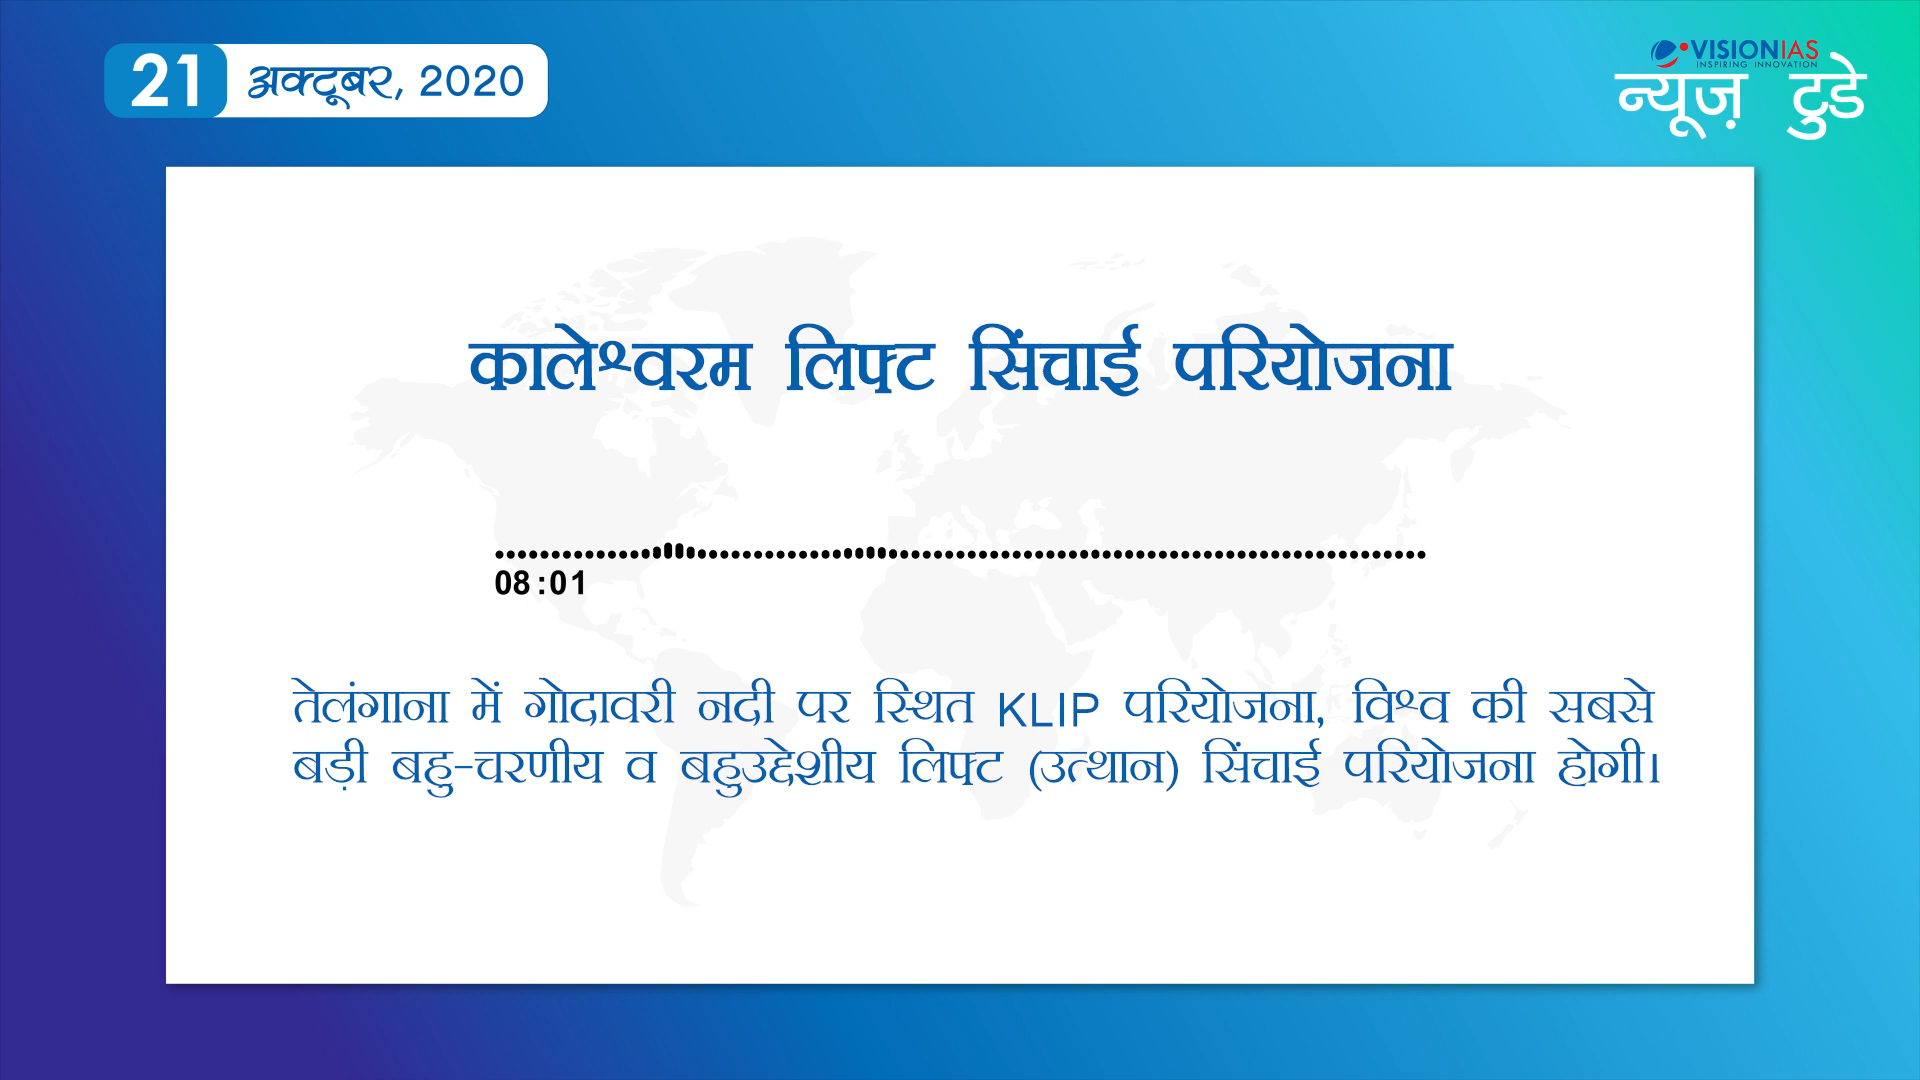 21 अक्टूबर, 2020
VISIONIAS
INSPIRING INNOVATION
न्यूज़ टुडे
कालेश्वरम लिफ्ट सिंचाई परियोजना
08:01
तेलंगाना में गोदावरी नदी पर स्थित KLIP परियोजना, विश्व की सबसे
बड़ी बहु-चरणीय व बहुउद्देशीय लिफ्ट (उत्थान) सिंचाई परियोजना होगी।